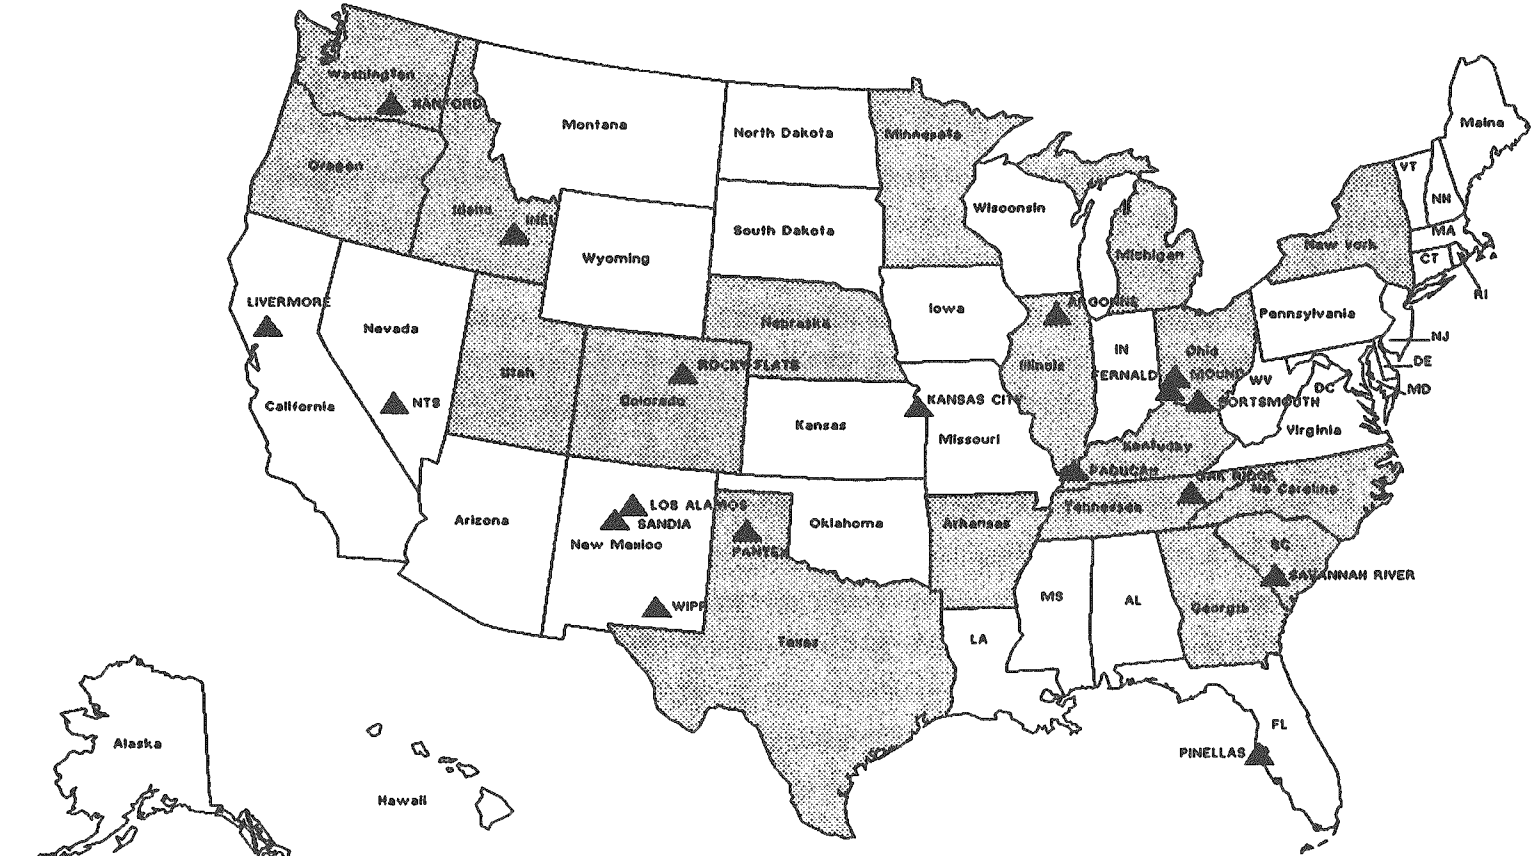 Washington
HANFORD
Montana
North Dakota
Minnesota
Maine
Oregon
VT
Idaho
INEL
NH
Wisconsin
South Dakota
MA
New York
Michigan
Wyoming
CT
RI
LIVERMORE
ARGONNE
Iowa
Pennsylvania
Nevada
Nebraska
NJ
IN
Ohio
DE
ROCKY FLATS
Illinois
Utah
FERNALD
MOUND
WV
DC
MD
California
NTS
Colorado
KANSAS CITY
PORTSMOUTH
Kansas
Missouri
Virginia
Kentucky
PADUCAH
OAK RIDGE
No Carolina
LOS ALAMOS
Tennessee
Arizona
SANDIA
Oklahoma
Arkansas
New Mexico
PANTEX
SC
SAVANNAH RIVER
MS
AL
WIPP
Georgia
LA
Texas
FL
Alaska
PINELLAS
Hawaii